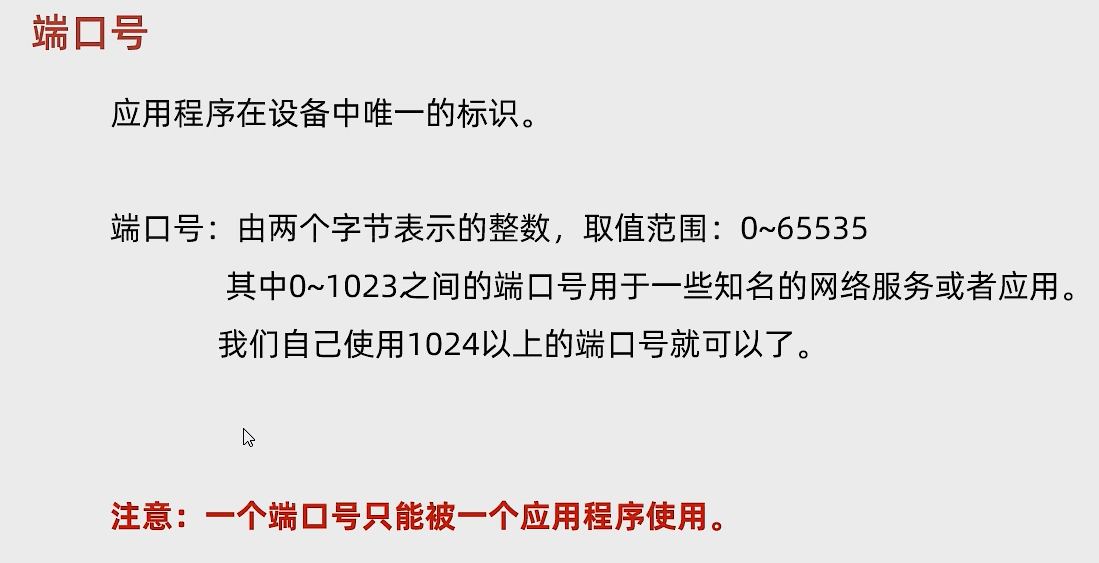 端口号
应用程序在设备中唯一的标识。
端口号：由两个字节表示的整数，取值范围：0~65535
其中0~1023之间的端口号用于一些知名的网络服务或者应用。
我们自己使用1024以上的端口号就可以了。
注意：一个端口号只能被一个应用程序使用。